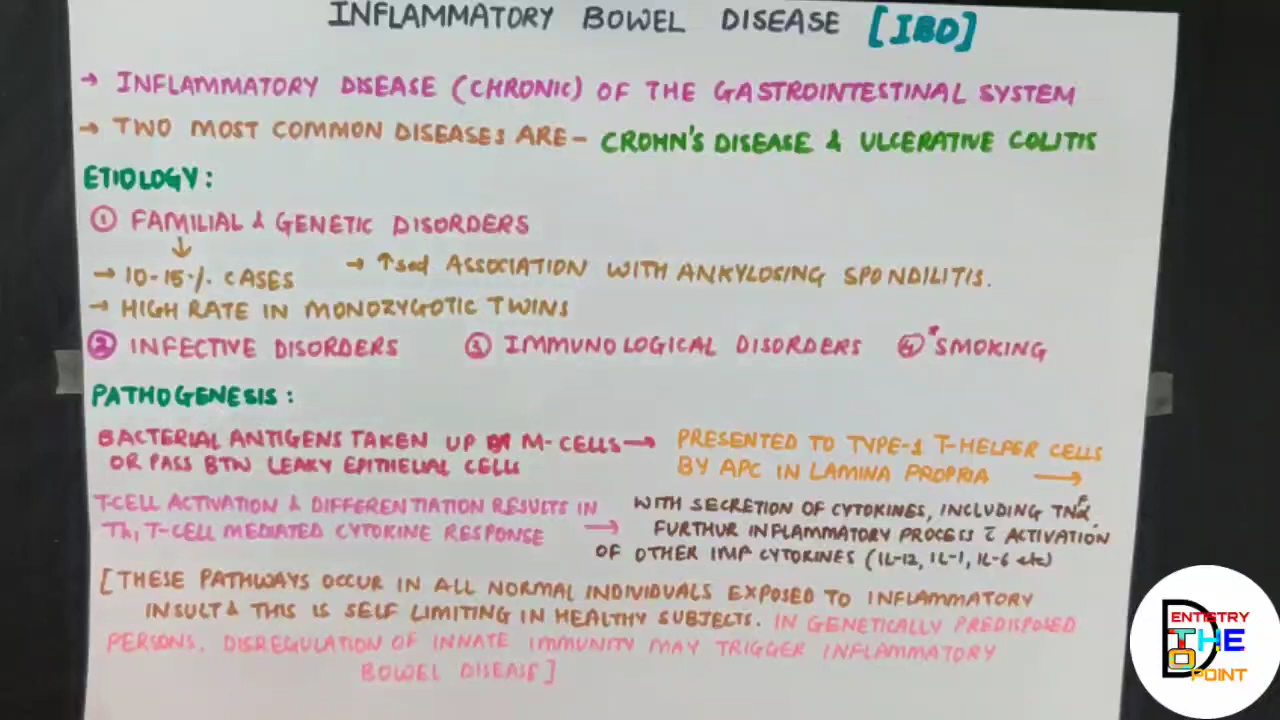 INFLAMMATORY BOWEL DISEASE [IBD]
→ INFLAMMATORY DISEASE (CHRONIC) OF THE GASTROINTESTINAL SYSTEM
→ TWO MOST COMMON DISEASES ARE - CROHN'S DISEASE & ULCERATIVE COLITIS
ETIOLOGY:
① FAMILIAL & GENETIC DISORDERS
↓
→ 10-15% CASES → ↑sed ASSOCIATION WITH ANKYLOSING SPONDILITIS.
→ HIGH RATE IN MONOZYGOTIC TWINS
② INFECTIVE DISORDERS ③ IMMUNOLOGICAL DISORDERS ④ *SMOKING
PATHOGENESIS:
BACTERIAL ANTIGENS TAKEN UP BY M-CELLS →
OR PASS BTN LEAKY EPITHELIAL CELLS
PRESENTED TO TYPE-1 T-HELPER CELLS
BY APC IN LAMINA PROPRIA →
T-CELL ACTIVATION & DIFFERENTIATION RESULTS IN
Th1 T-CELL MEDIATED CYTOKINE RESPONSE →
WITH SECRETION OF CYTOKINES, INCLUDING TNFα.
FURTHUR INFLAMMATORY PROCESS c̄ ACTIVATION
OF OTHER IMP CYTOKINES (IL-12, IL-1, IL-6 etc)
[THESE PATHWAYS OCCUR IN ALL NORMAL INDIVIDUALS EXPOSED TO INFLAMMATORY
INSULT & THIS IS SELF LIMITING IN HEALTHY SUBJECTS. IN GENETICALLY PREDISPOSED
PERSONS, DISREGULATION OF INNATE IMMUNITY MAY TRIGGER INFLAMMATORY
BOWEL DISEASE]
DENTISTRY
THE
TO
POINT